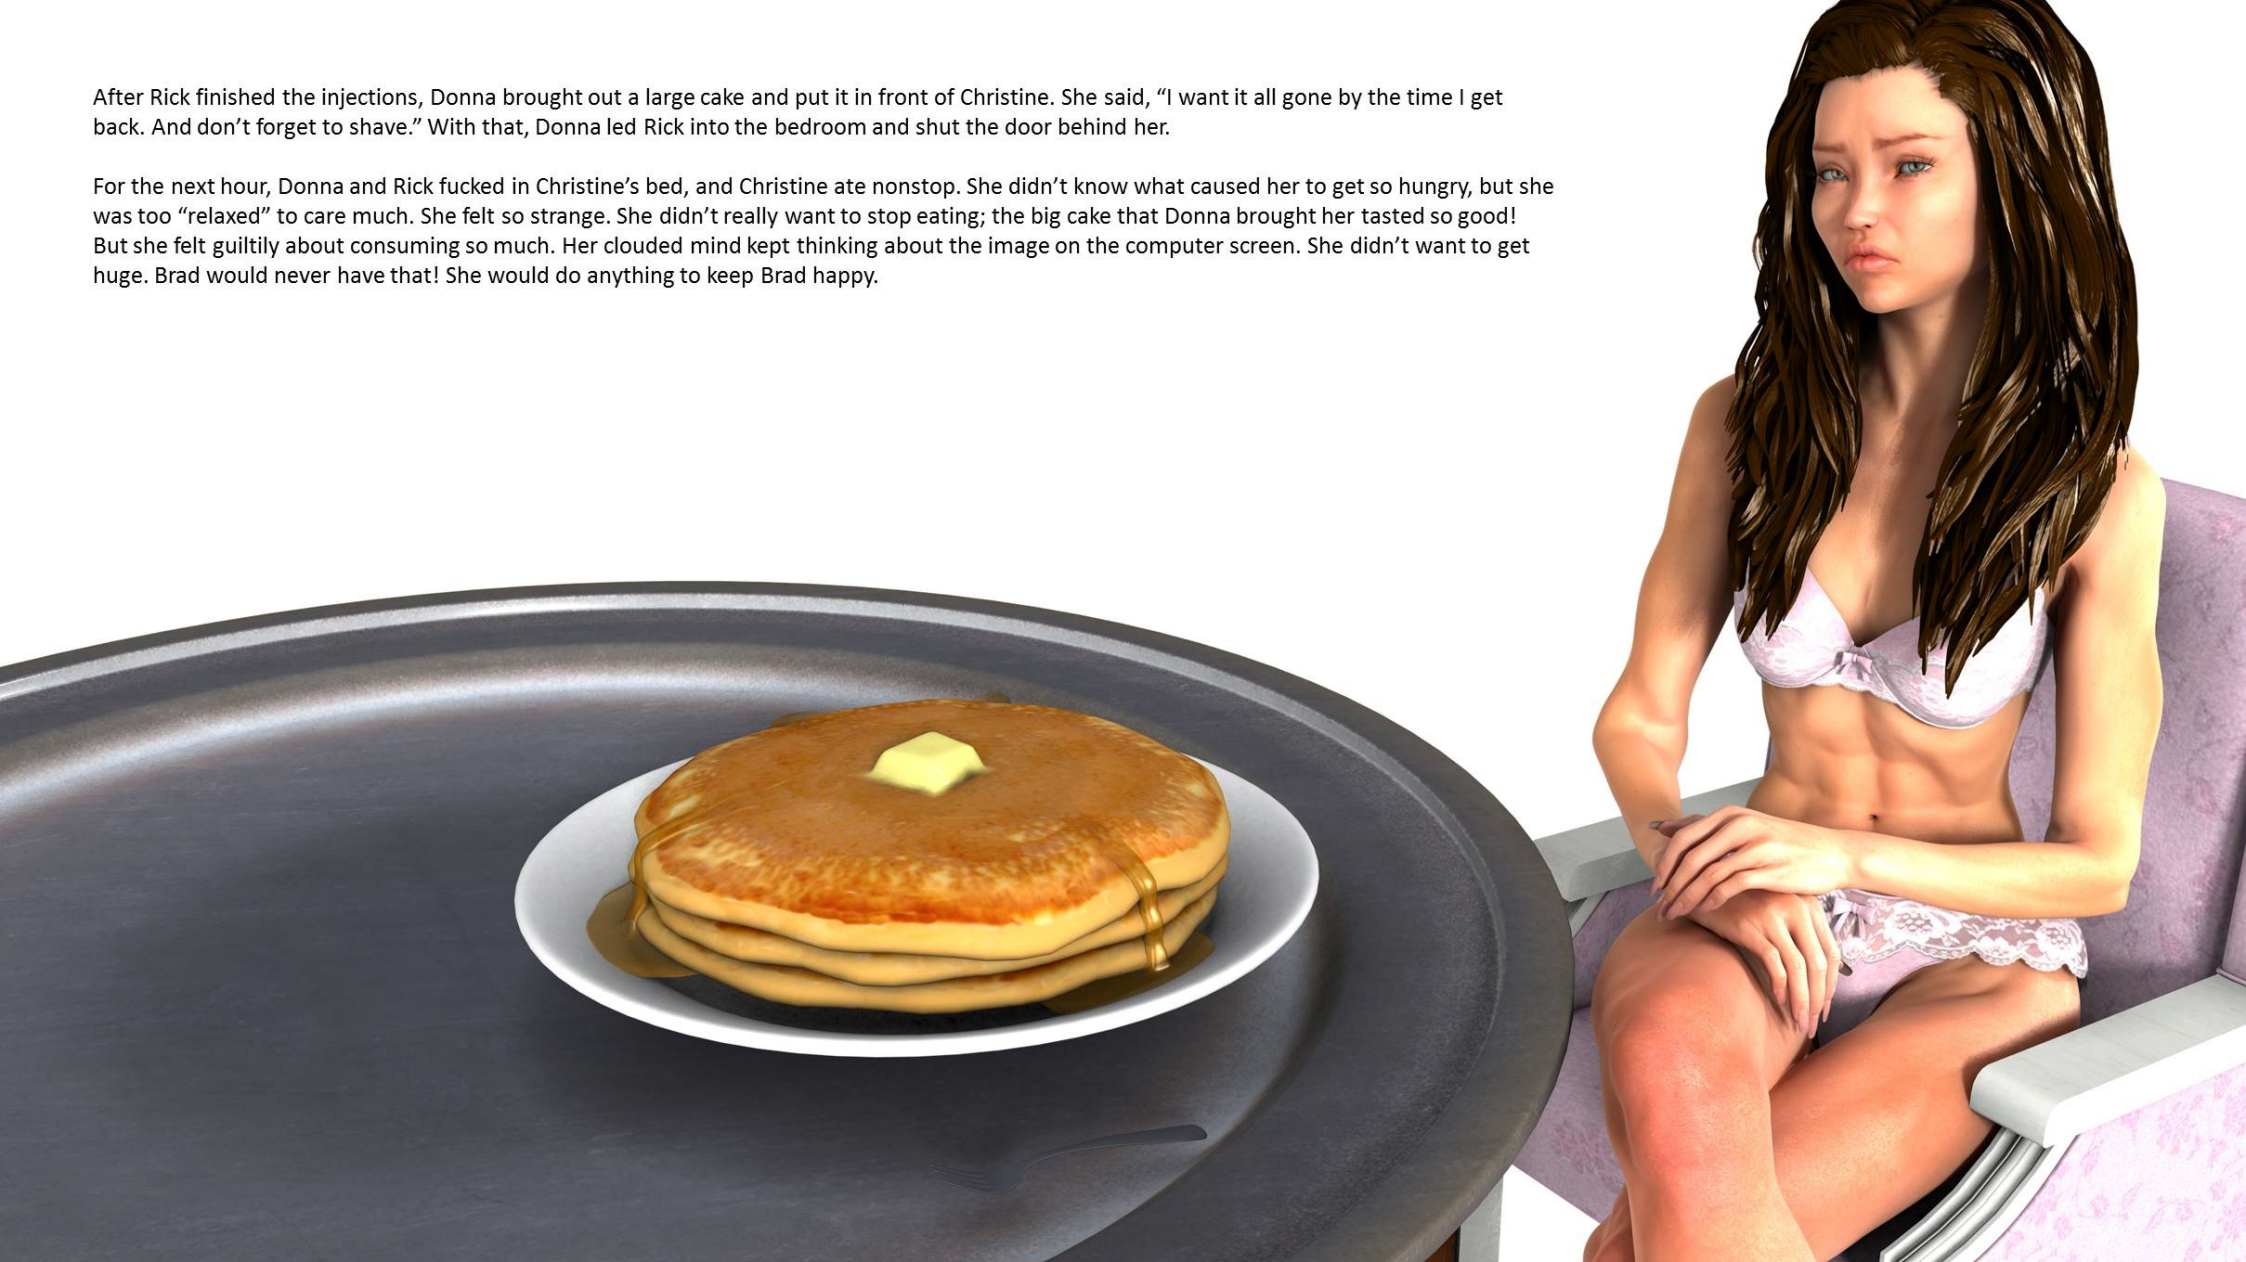 After Rick finished the injections, Donna brought out a large cake and put it in front of Christine. She said, “I want it all gone by the time I get
back. And don’t forget to shave.” With that, Donna led Rick into the bedroom and shut the door behind her.
For the next hour, Donna and Rick fucked in Christine’s bed, and Christine ate nonstop. She didn’t know what caused her to get so hungry, but she
was too “relaxed” to care much. She felt so strange. She didn’t really want to stop eating; the big cake that Donna brought her tasted so good!
But she felt guiltily about consuming so much. Her clouded mind kept thinking about the image on the computer screen. She didn’t want to get
huge. Brad would never have that! She would do anything to keep Brad happy.